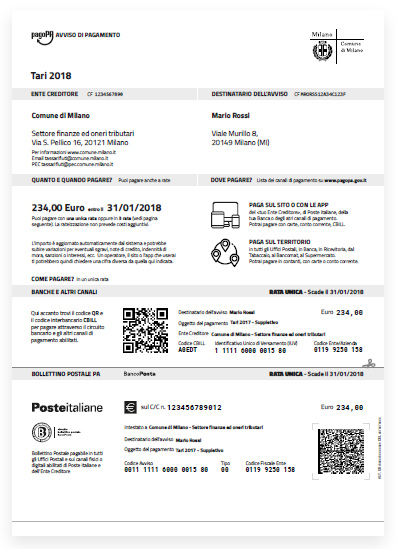 pagoPA AVVISO DI PAGAMENTO
Milano
Comune
di Milano
Tari 2018
ENTE CREDITORE CF 1234567899
DESTINATARIO DELL'AVVISO
Comune di Milano
Mario Rossi
Settore finanze ed oneri tributari
Via S. Pellico 16, 20121 Milano
Viale Murillo 8,
20149 Milano (MI)
Per informazioni www.comune.milano.it
Email tassarifiuti@comune.milano.it
PEC tassarifiuti@pec.comune.milano.it
QUANTO E QUANDO PAGARE? Puoi pagare anche a rate
DOVE PAGARE? Lista dei canali di pagamento su www.pagopa.gov.it
234,00 Euro entro il 31/01/2018
Puoi pagare con una unica rata oppure in 8 rate (vedi pagine
seguente). La rateizzazione non prevede costi aggiuntivi.
L'importo è aggiornato automaticamente dal sistema e potrebbe
subire variazioni per eventuali sgravi, note di credito, indennità di
mora, sanzioni o interessi, ecc. Un operatore, il sito o l'app che userai
ti potrebbero quindi chiedere una cifra diversa da quella qui indicata.
PAGA SUL SITO O CON LE APP
del tuo Ente Creditore, di Poste Italiane, della
tua Banca o degli altri canali di pagamento.
Potrai pagare con carte, conto corrente, CBILL.
PAGA SUL TERRITORIO
in tutti gli Uffici Postali, in Banca, in Ricevitoria, dal
Tabaccaio, al Bancomat, al Supermercato.
Potrai pagare in contanti, con carte o conto corrente.
COME PAGARE? In un unica rata
BANCHE E ALTRI CANALI
RATA UNICA - Scade il 31/01/2018
Qui accanto trovi il codice QR e
il codice interbancario CBILL
per pagare attraverso il circuito
bancario e gli altri canali di
pagamento abilitati.
Destinatario dell'avviso Mario Rossi
Euro 234,00
Oggetto del pagamento Tari 2017 - Suppletivo
Ente Creditore Comune di Milano - Settore finanze ed oneri tributari
Codice CBILL Identificativo Unico di Versamento (IUV) Codice Ente/Azienda
A0EDT 1 1111 6000 0015 80 0119 9250 158
BOLLETTINO POSTALE PA BancoPosta
RATA UNICA - Scade il 31/01/2018
Posteitaliane
€ sul C/C n. 123456789012
Euro 234,00
Intestato a Comune di Milano - Settore finanze ed oneri tributari
Destinatario dell'avviso Mario Rossi
Oggetto del pagamento Tari 2017 - Suppletivo
Bollettino Postale pagabile in tutti
gli Uffici Postali e sui canali fisici o
digitali abilitati di Poste Italiane e
dell'Ente Creditore
Codice Avviso Tipo Codice Fiscale Ente
0011 1111 6000 0015 80 00 0119 9250 158